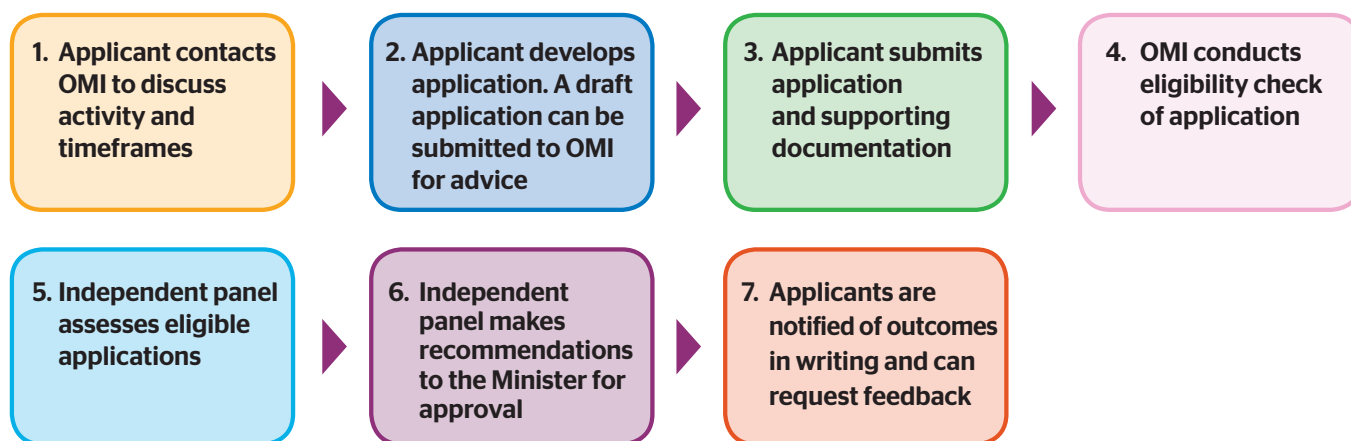 1. Applicant contacts
OMI to discuss
activity and
timeframes
2. Applicant develops
application. A draft
application can be
submitted to OMI
for advice
3. Applicant submits
application
and supporting
documentation
4. OMI conducts
eligibility check
of application
5. Independent panel
assesses eligible
applications
6. Independent
panel makes
recommendations
to the Minister for
approval
7. Applicants are
notified of outcomes
in writing and can
request feedback